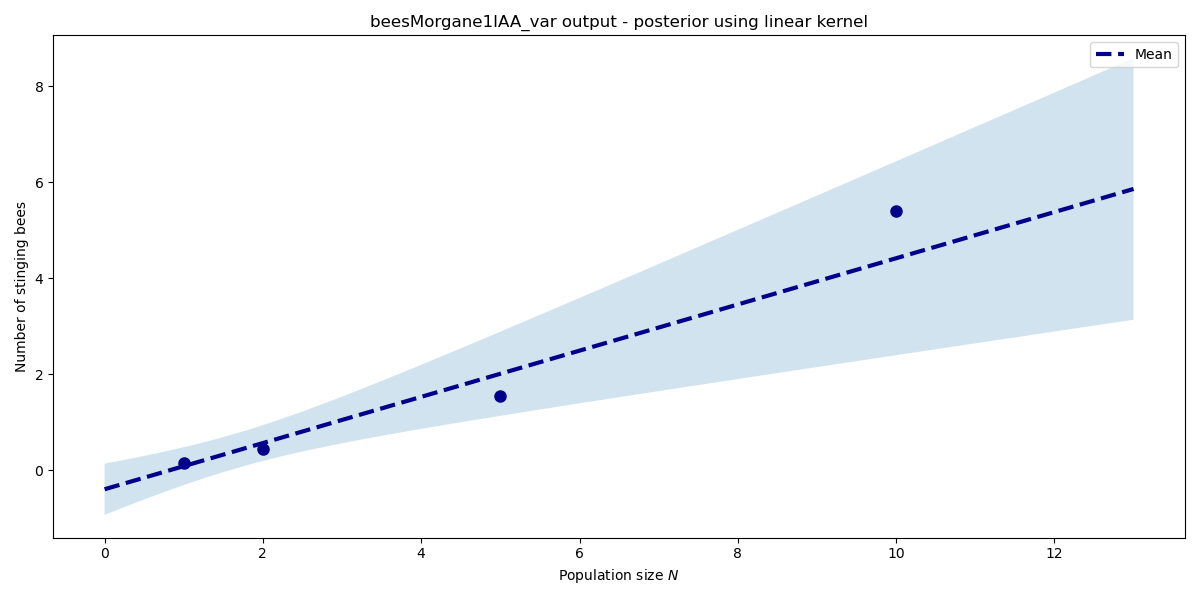 beesMorgane1IAA_var output - posterior using linear kernel
Mean
Number of stinging bees
8
6
4
2
0
0 2 4 6 8 10 12
Population size N